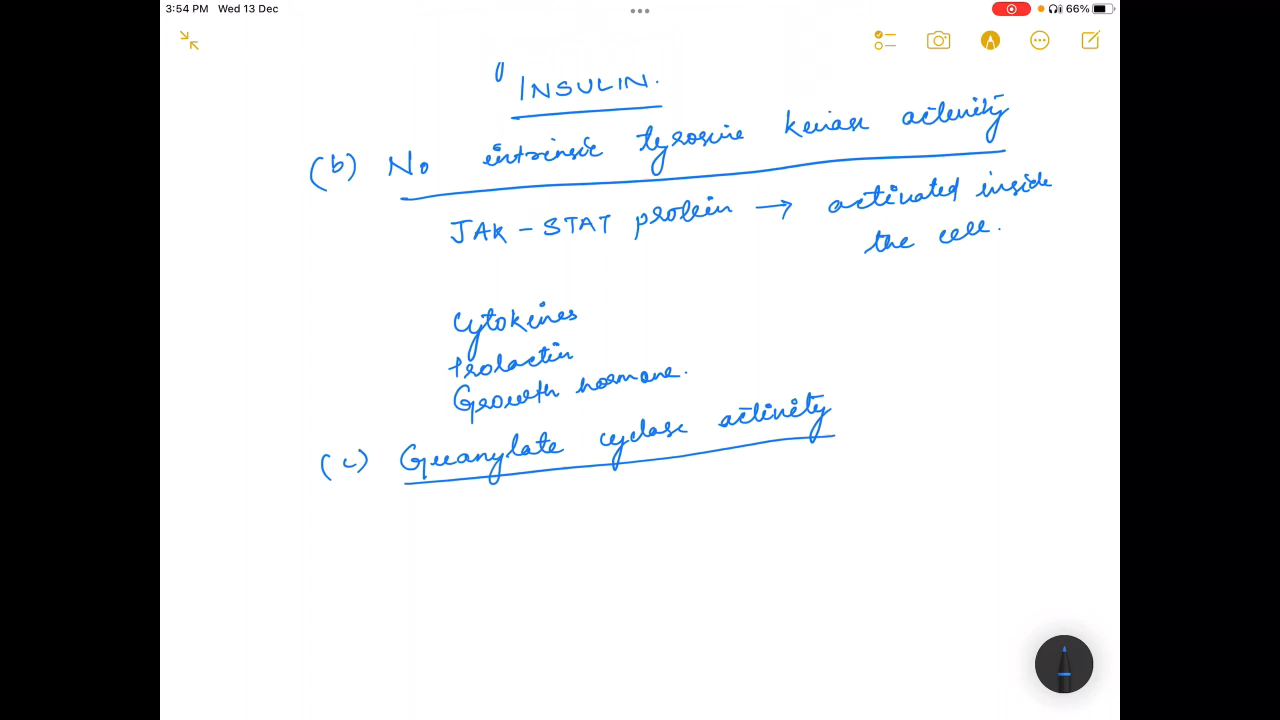 3:54 PM Wed 13 Dec
66%
INSULIN.
(b) No intrinsic tyrosine kinase activity
JAK - STAT protein → activated inside
the cell.
Cytokines
Prolactin
Growth hormone.
(c) Guanylate cyclase activity